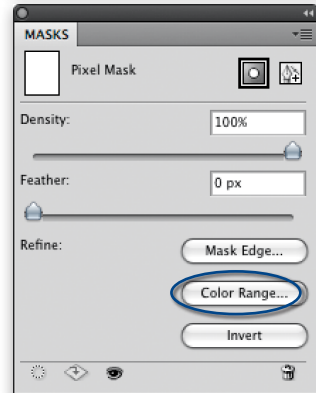 MASKS
Pixel Mask
Density: 100%
Feather: 0 px
Refine: Mask Edge...
Color Range...
Invert